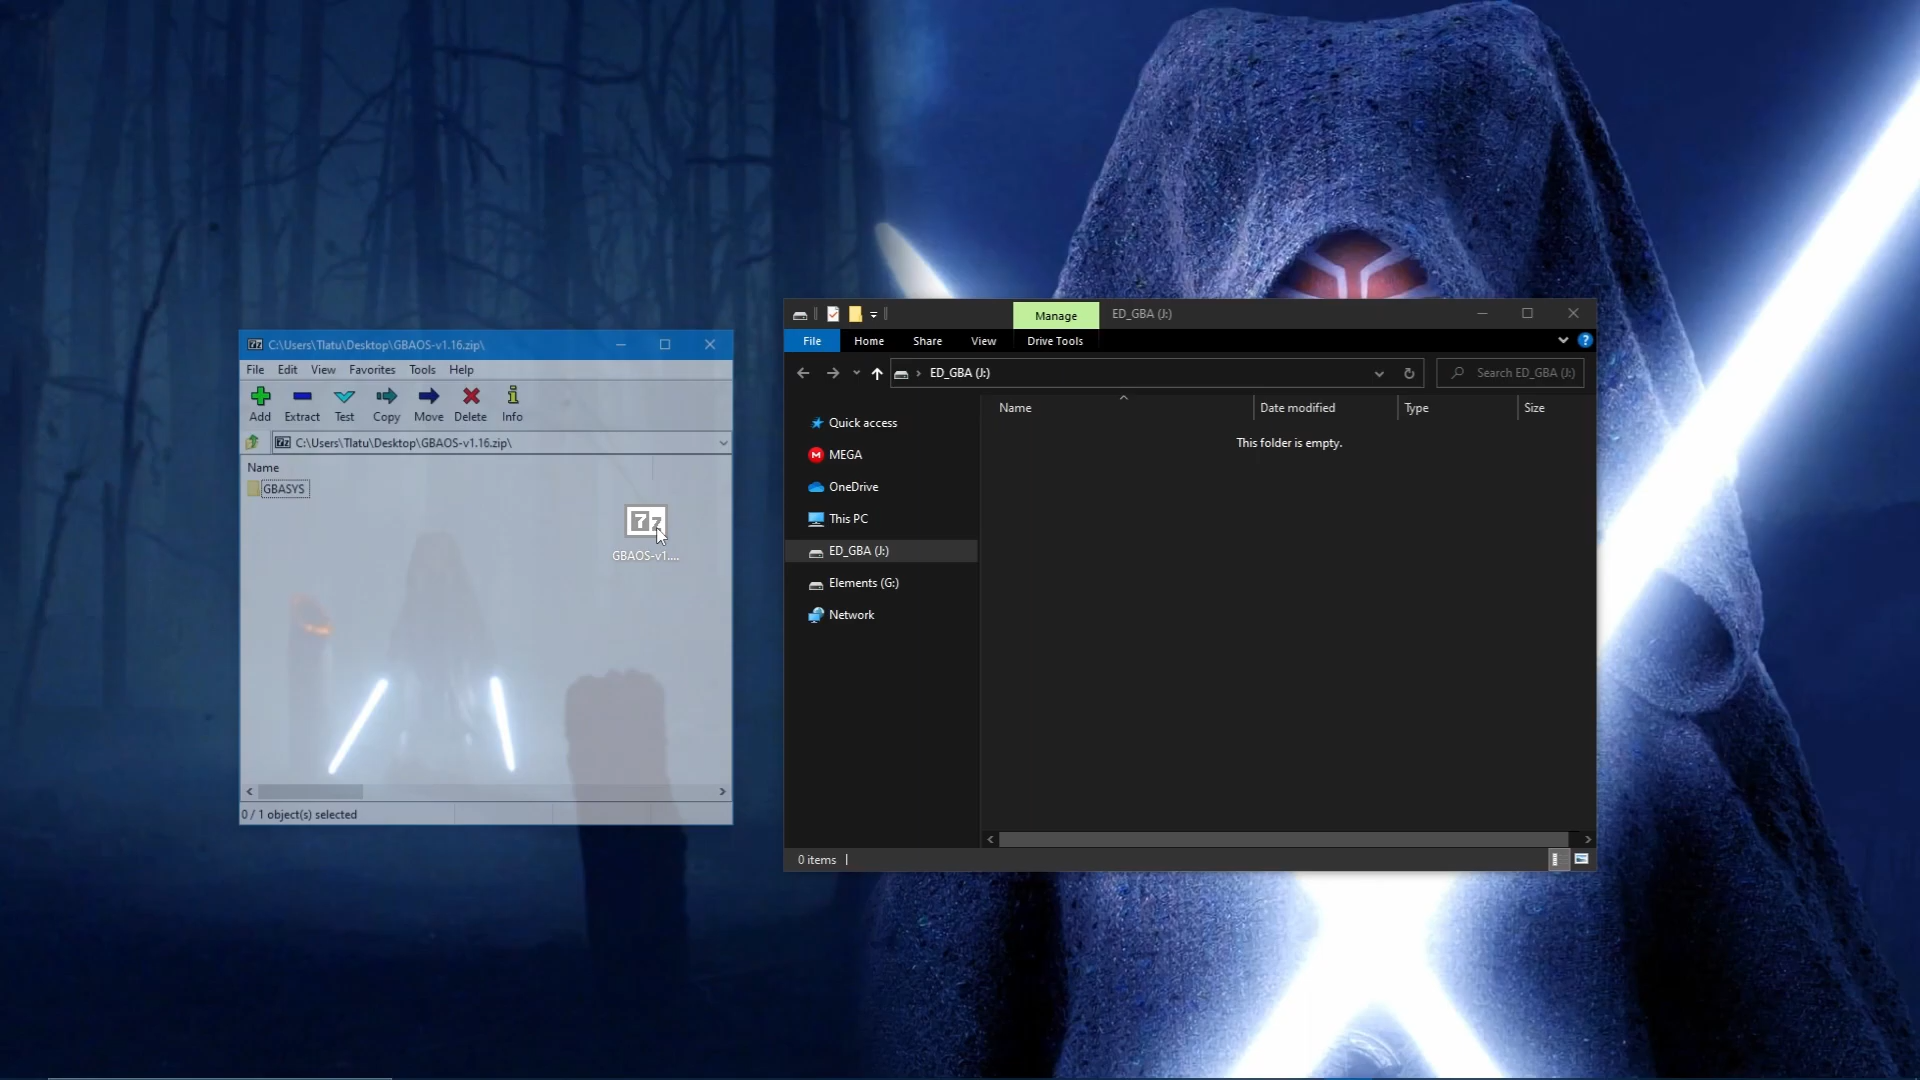 C:\Users\Tlatu\Desktop\GBAOS-v1.16.zip\
File Edit View Favorites Tools Help
Add Extract Test Copy Move Delete Info
C:\Users\Tlatu\Desktop\GBAOS-v1.16.zip\
Name
GBASYS
7z
GBAOS-v1....
0 / 1 object(s) selected
Manage ED_GBA (J:)
File Home Share View Drive Tools
ED_GBA (J:) Search ED_GBA (J:)
Name Date modified Type Size
This folder is empty.
Quick access
MEGA
OneDrive
This PC
ED_GBA (J:)
Elements (G:)
Network
0 items